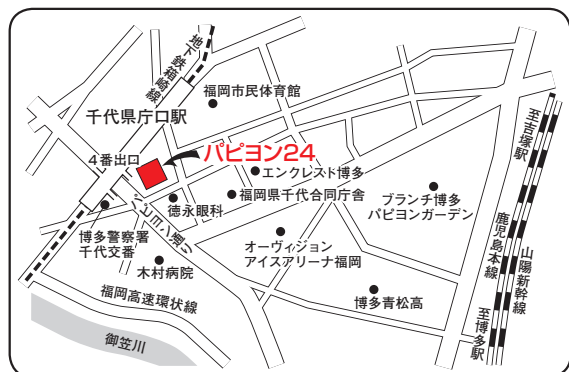 地下鉄箱崎線
福岡市民体育館
千代県庁口駅
4番出口
パピヨン24
エンクレスト博多
福岡県千代合同庁舎
徳永眼科
パピヨン通り
博多警察署
千代交番
オーヴィジョン
アイスアリーナ福岡
ブランチ博多
パピヨンガーデン
木村病院
博多青松高
福岡高速環状線
御笠川
至吉塚駅
鹿児島本線
山陽新幹線
至博多駅